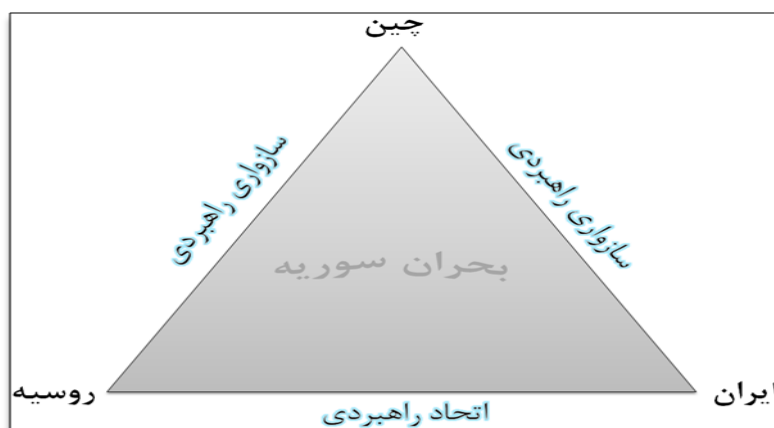 چین
سازواری راهبردی
سازواری راهبردی
بحران سوریه
ایران
روسیه
اتحاد راهبردی